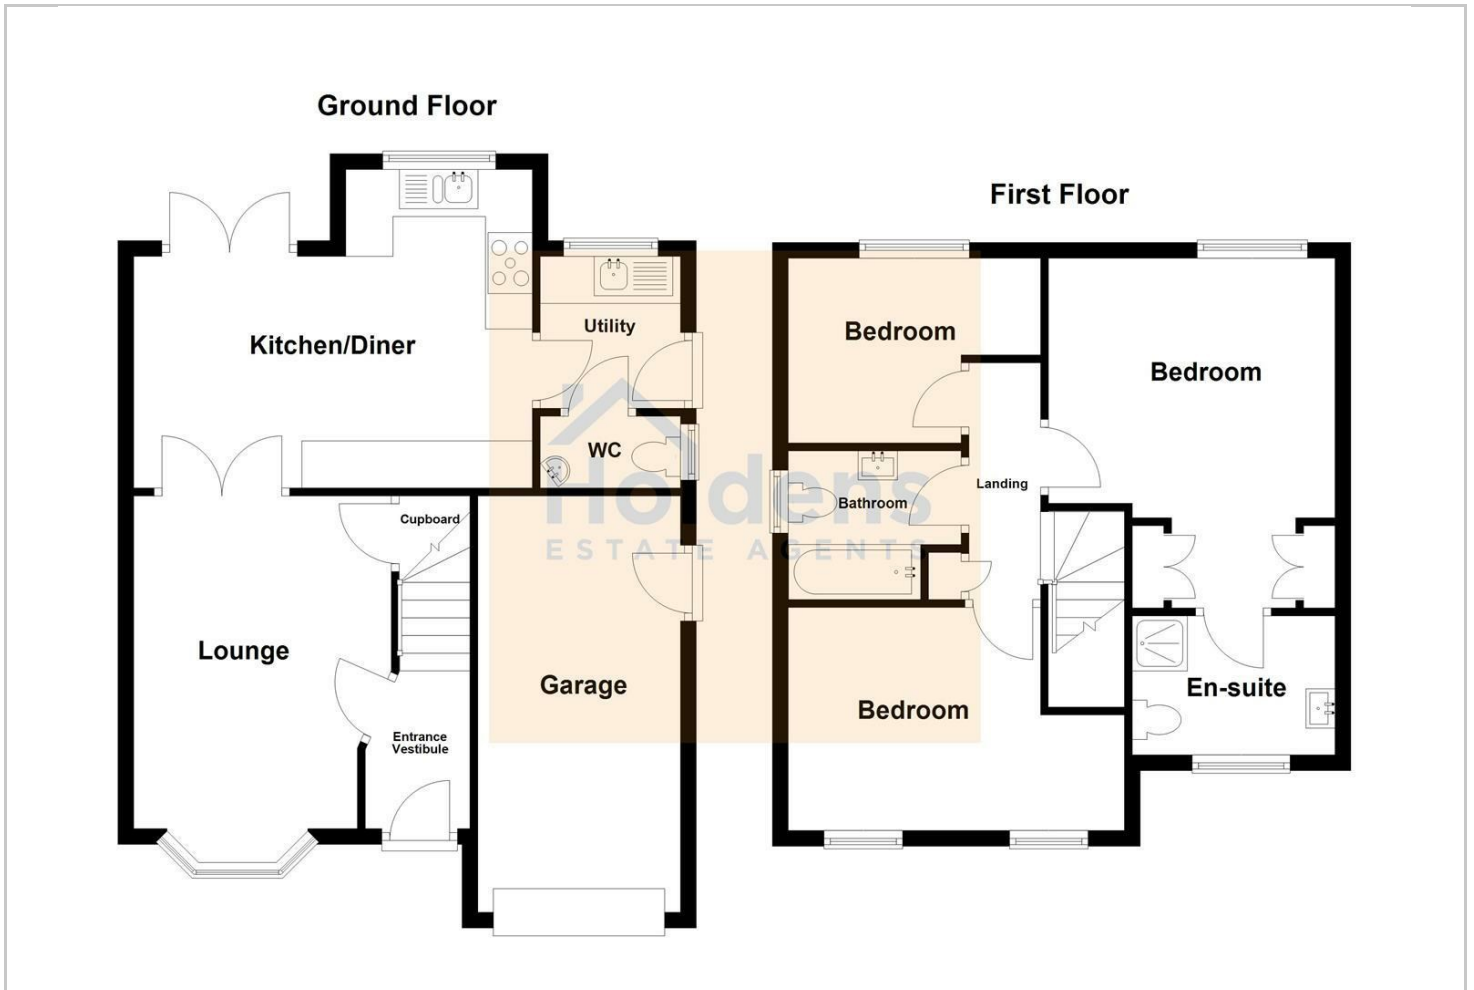 Ground Floor
First Floor
Kitchen/Diner
Utility
WC
Cupboard
Lounge
Entrance
Vestibule
Garage
Bedroom
Bedroom
Landing
Bathroom
En-suite
Bedroom
Holdens
ESTATE AGENTS